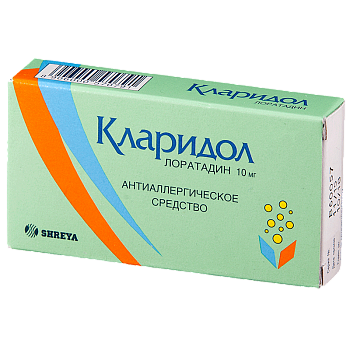 Кларидол
ЛОРАТАДИН
Кларидол
ЛОРАТАДИН 10 мг
АНТИАЛЛЕРГИЧЕСКОЕ
СРЕДСТВО
SHREYA